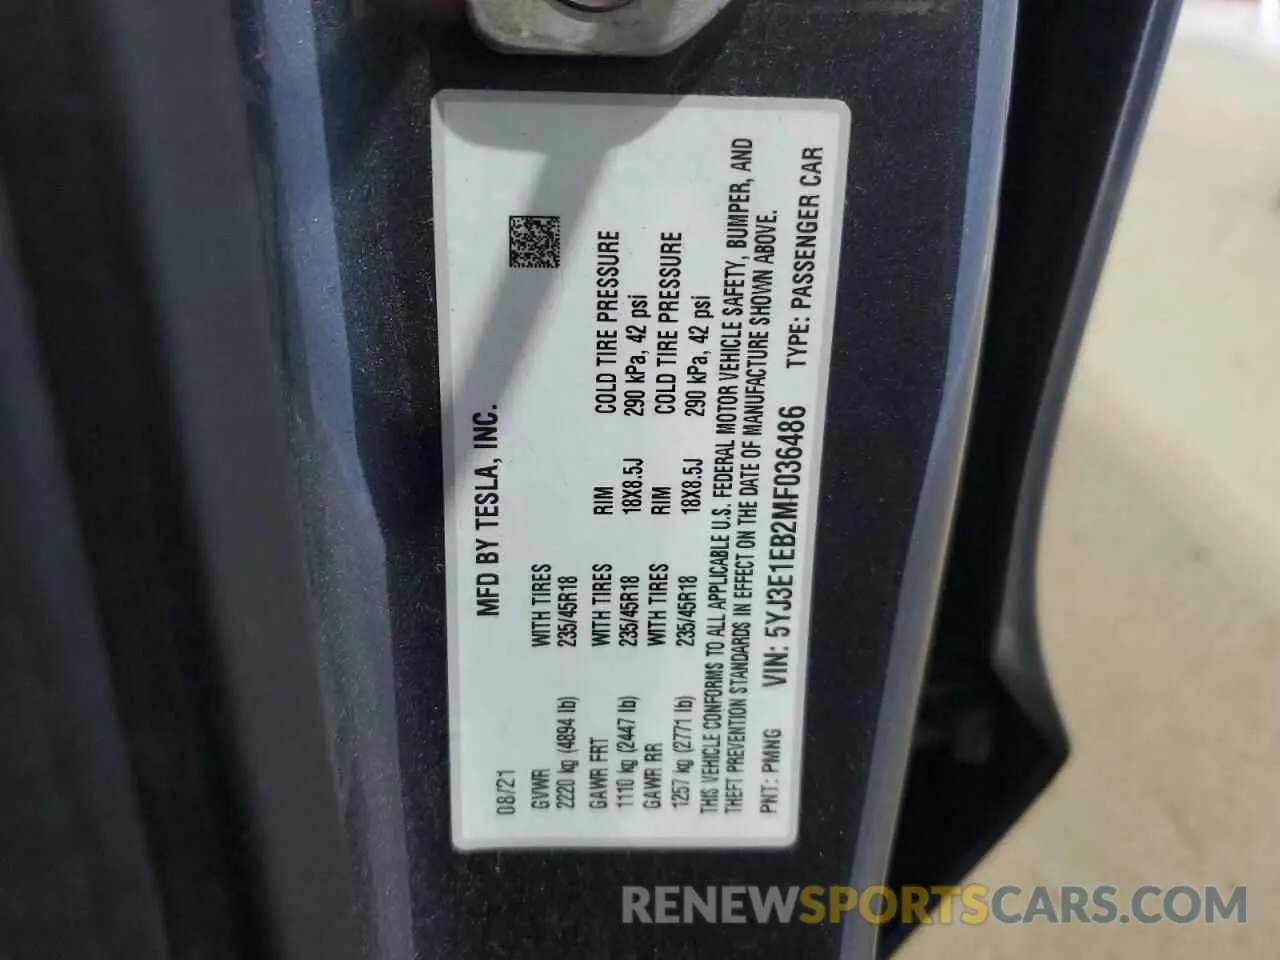 MFD BY TESLA, INC.
08/21
GVWR WITH TIRES
2220 kg (4894 lb) 235/45R18
GAWR FRT WITH TIRES RIM COLD TIRE PRESSURE
1110 kg (2447 lb) 235/45R18 18X8.5J 290 kPa, 42 psi
GAWR RR WITH TIRES RIM COLD TIRE PRESSURE
1257 kg (2771 lb) 235/45R18 18X8.5J 290 kPa, 42 psi
THIS VEHICLE CONFORMS TO ALL APPLICABLE U.S. FEDERAL MOTOR VEHICLE SAFETY, BUMPER, AND
THEFT PREVENTION STANDARDS IN EFFECT ON THE DATE OF MANUFACTURE SHOWN ABOVE.
PNT: PMNG VIN: 5YJ3E1EB2MF036486 TYPE: PASSENGER CAR
RENEWSPORTSCARS.COM